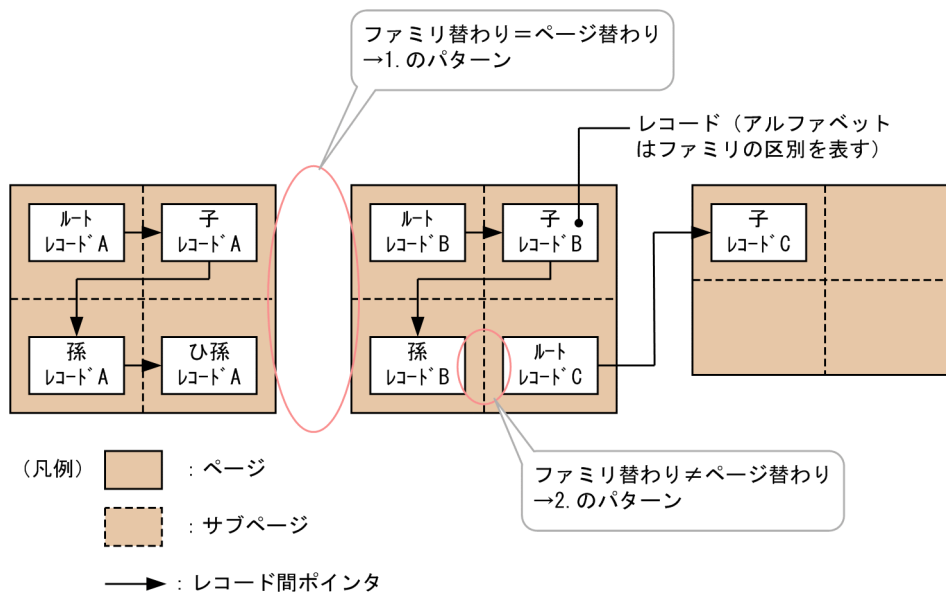 ファミリ替わり＝ページ替わり
→1.のパターン
レコード（アルファベット
はファミリの区別を表す）
ﾙｰﾄ
ﾚｺｰﾄﾞA
子
ﾚｺｰﾄﾞA
孫
ﾚｺｰﾄﾞA
ひ孫
ﾚｺｰﾄﾞA
ﾙｰﾄ
ﾚｺｰﾄﾞB
子
ﾚｺｰﾄﾞB
孫
ﾚｺｰﾄﾞB
ﾙｰﾄ
ﾚｺｰﾄﾞC
子
ﾚｺｰﾄﾞC
ファミリ替わり≠ページ替わり
→2.のパターン
（凡例）
：ページ
：サブページ
：レコード間ポインタ